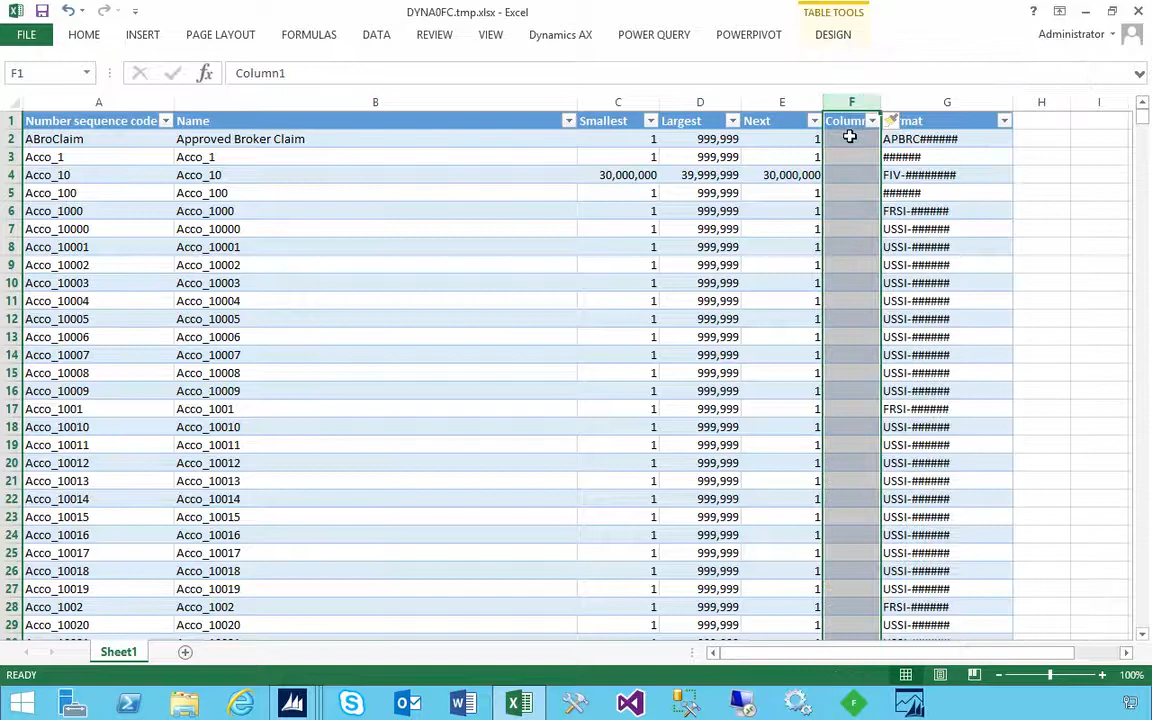 DYNA0FC.tmp.xlsx - Excel
TABLE TOOLS
?
FILE HOME INSERT PAGE LAYOUT FORMULAS DATA REVIEW VIEW Dynamics AX POWER QUERY POWERPIVOT DESIGN Administrator
F1 fx Column1
A B C D E F G H I
1 Number sequence code Name Smallest Largest Next Column mat
2 ABroClaim Approved Broker Claim 1 999,999 1 APBRC######
3 Acco_1 Acco_1 1 999,999 1 ######
4 Acco_10 Acco_10 30,000,000 39,999,999 30,000,000 FIV-########
5 Acco_100 Acco_100 1 999,999 1 ######
6 Acco_1000 Acco_1000 1 999,999 1 FRSI-######
7 Acco_10000 Acco_10000 1 999,999 1 USSI-######
8 Acco_10001 Acco_10001 1 999,999 1 USSI-######
9 Acco_10002 Acco_10002 1 999,999 1 USSI-######
10 Acco_10003 Acco_10003 1 999,999 1 USSI-######
11 Acco_10004 Acco_10004 1 999,999 1 USSI-######
12 Acco_10005 Acco_10005 1 999,999 1 USSI-######
13 Acco_10006 Acco_10006 1 999,999 1 USSI-######
14 Acco_10007 Acco_10007 1 999,999 1 USSI-######
15 Acco_10008 Acco_10008 1 999,999 1 USSI-######
16 Acco_10009 Acco_10009 1 999,999 1 USSI-######
17 Acco_1001 Acco_1001 1 999,999 1 FRSI-######
18 Acco_10010 Acco_10010 1 999,999 1 USSI-######
19 Acco_10011 Acco_10011 1 999,999 1 USSI-######
20 Acco_10012 Acco_10012 1 999,999 1 USSI-######
21 Acco_10013 Acco_10013 1 999,999 1 USSI-######
22 Acco_10014 Acco_10014 1 999,999 1 USSI-######
23 Acco_10015 Acco_10015 1 999,999 1 USSI-######
24 Acco_10016 Acco_10016 1 999,999 1 USSI-######
25 Acco_10017 Acco_10017 1 999,999 1 USSI-######
26 Acco_10018 Acco_10018 1 999,999 1 USSI-######
27 Acco_10019 Acco_10019 1 999,999 1 USSI-######
28 Acco_1002 Acco_1002 1 999,999 1 FRSI-######
29 Acco_10020 Acco_10020 1 999,999 1 USSI-######
Sheet1
READY 100%